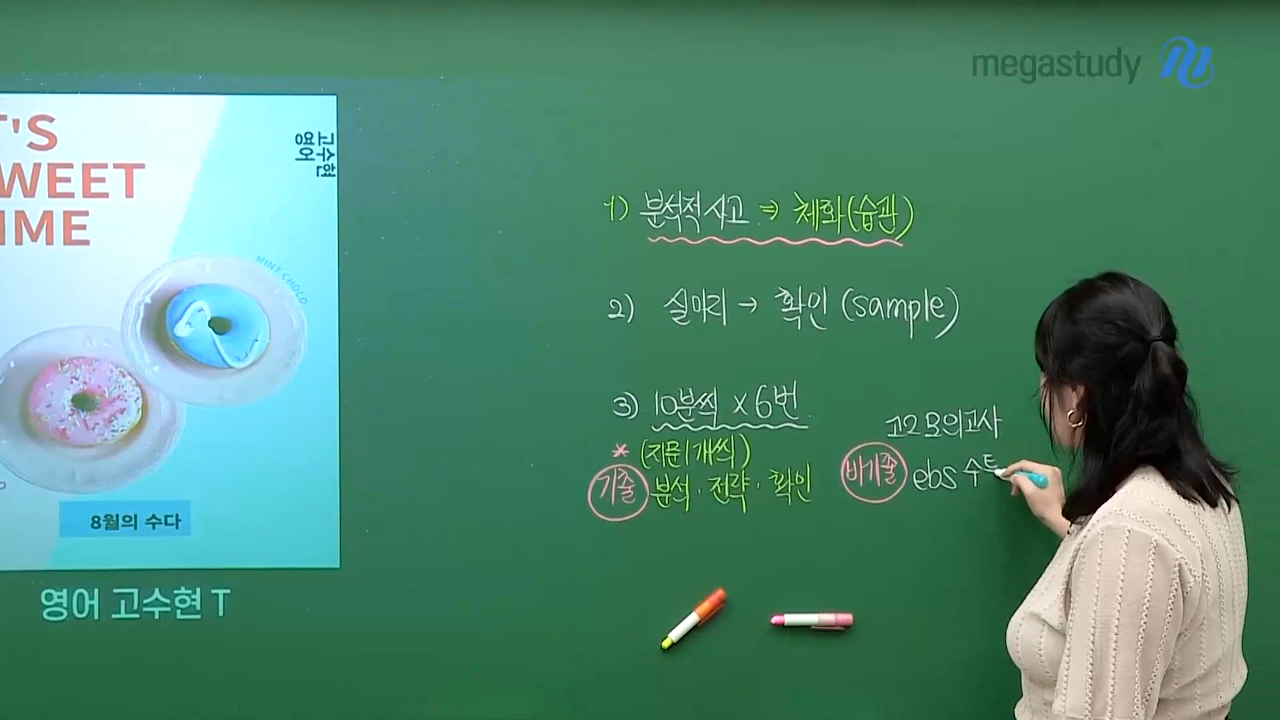 megastudy
T'S
WEET
IME
고수현
영어
MINT CHOCO
8월의 수다
영어 고수현 T
1) 분석적 사고 ⇒ 체화(습관)
2) 실마리 → 확인 (sample)
3) 10분씩 x 6번
* (지문1개씩)
기출 분석·전략·확인
고2 모의고사
비기출 ebs 수트